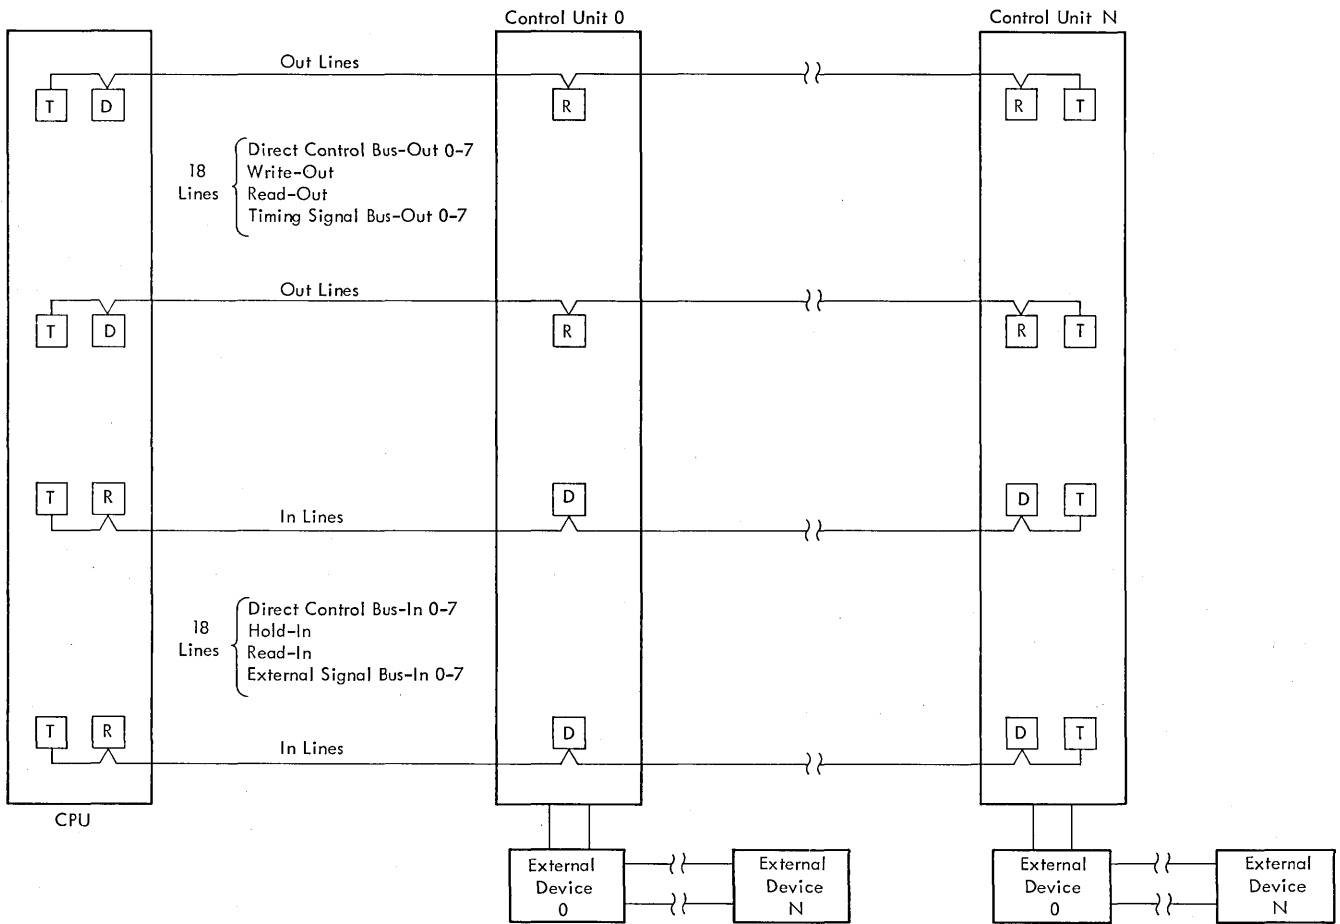 Control Unit 0
Control Unit N
Out Lines
T D R R T
18 Lines
Direct Control Bus-Out 0-7
Write-Out
Read-Out
Timing Signal Bus-Out 0-7
Out Lines
T D R R T
T R D D T
In Lines
18 Lines
Direct Control Bus-In 0-7
Hold-In
Read-In
External Signal Bus-In 0-7
T R D D T
In Lines
CPU
External
Device
0
External
Device
N
External
Device
0
External
Device
N